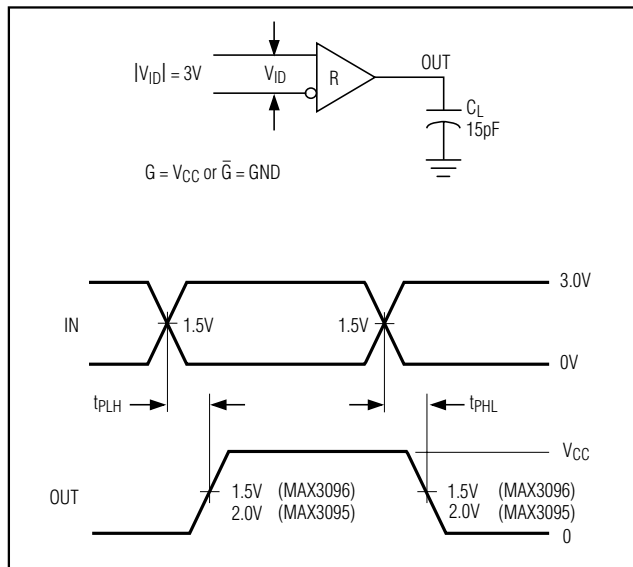 OUT
|V_ID| = 3V
V_ID
R
C_L
15pF
G = V_CC or G̅ = GND
3.0V
IN
1.5V
1.5V
0V
t_PLH
t_PHL
V_CC
OUT
1.5V (MAX3096)
2.0V (MAX3095)
1.5V (MAX3096)
2.0V (MAX3095)
0